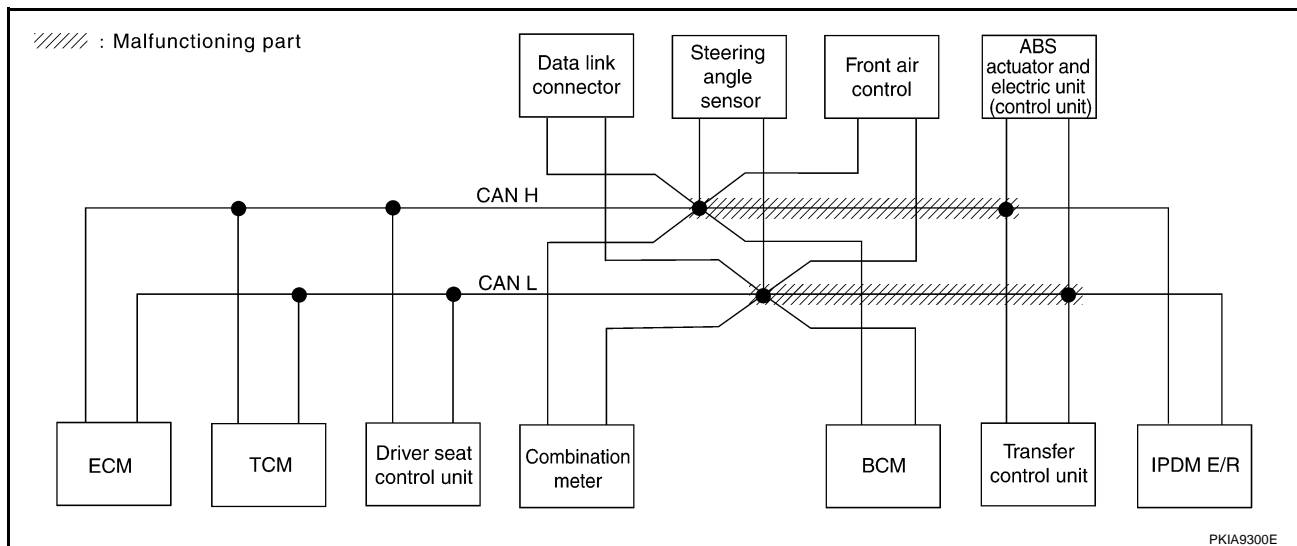 : Malfunctioning part
Data link
connector
Steering
angle
sensor
Front air
control
ABS
actuator and
electric unit
(control unit)
CAN H
CAN L
ECM
TCM
Driver seat
control unit
Combination
meter
BCM
Transfer
control unit
IPDM E/R
PKIA9300E